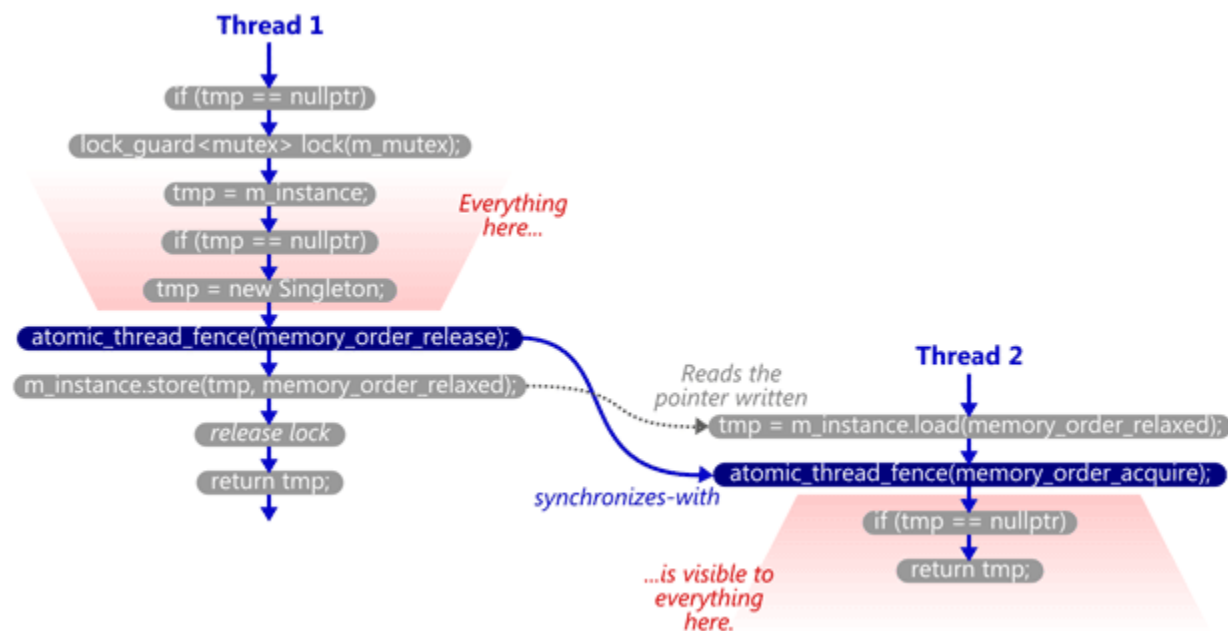 Thread 1
if (tmp == nullptr)
lock_guard<mutex> lock(m_mutex);
tmp = m_instance;
Everything
here...
if (tmp == nullptr)
tmp = new Singleton;
atomic_thread_fence(memory_order_release);
m_instance.store(tmp, memory_order_relaxed);
release lock
return tmp;
Reads the
pointer written
synchronizes-with
Thread 2
tmp = m_instance.load(memory_order_relaxed);
atomic_thread_fence(memory_order_acquire);
if (tmp == nullptr)
return tmp;
...is visible to
everything
here.